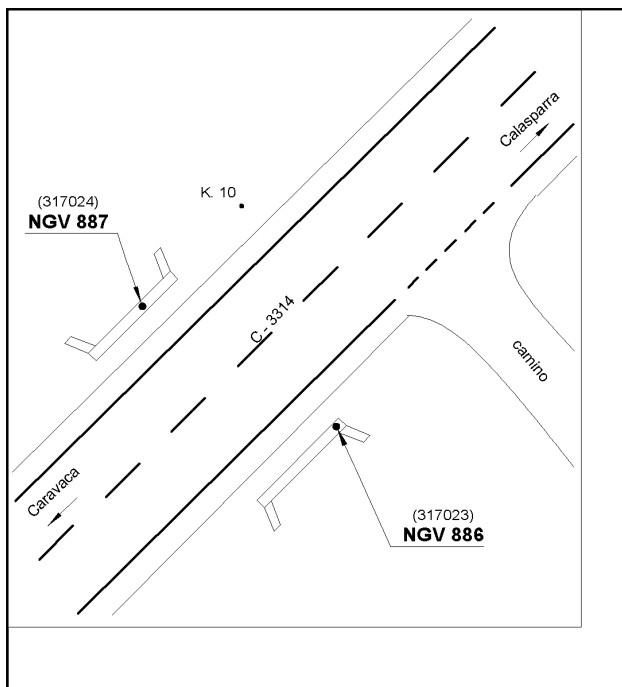 Calasparra
K. 10
(317024)
NGV 887
C - 3314
camino
Caravaca
(317023)
NGV 886